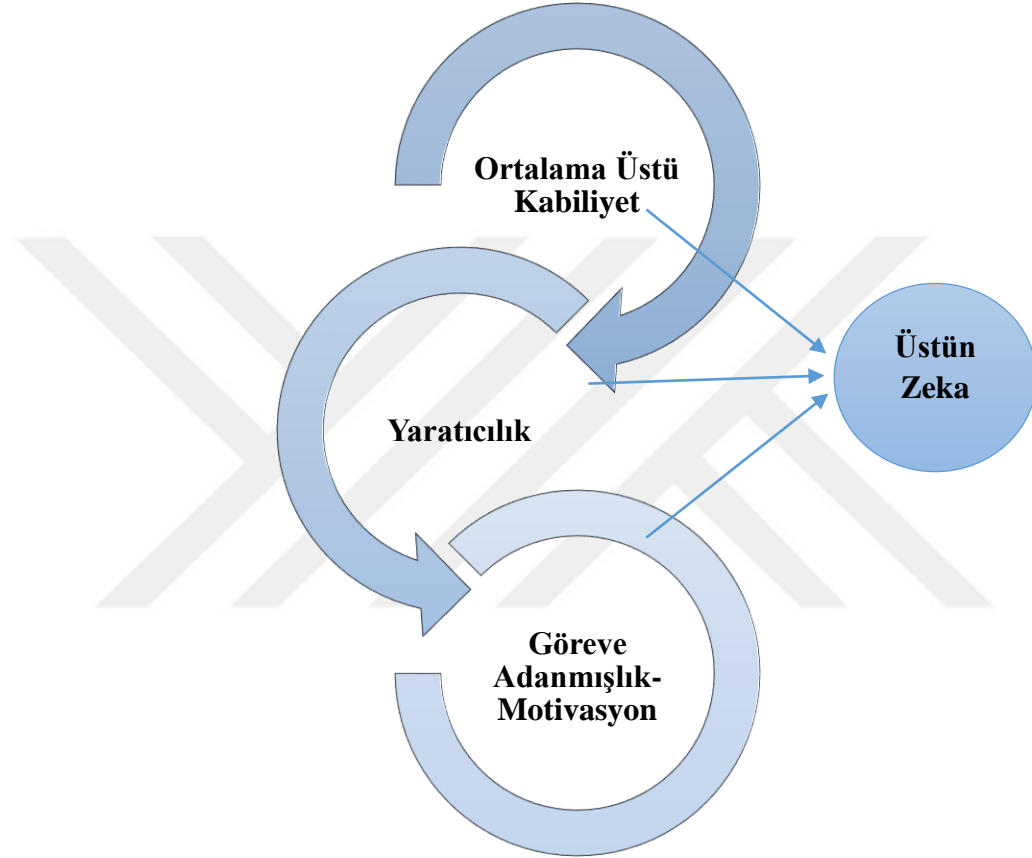 Ortalama Üstü
Kabiliyet
Üstün
Zeka
Yaratıcılık
Göreve
Adanmışlık-
Motivasyon